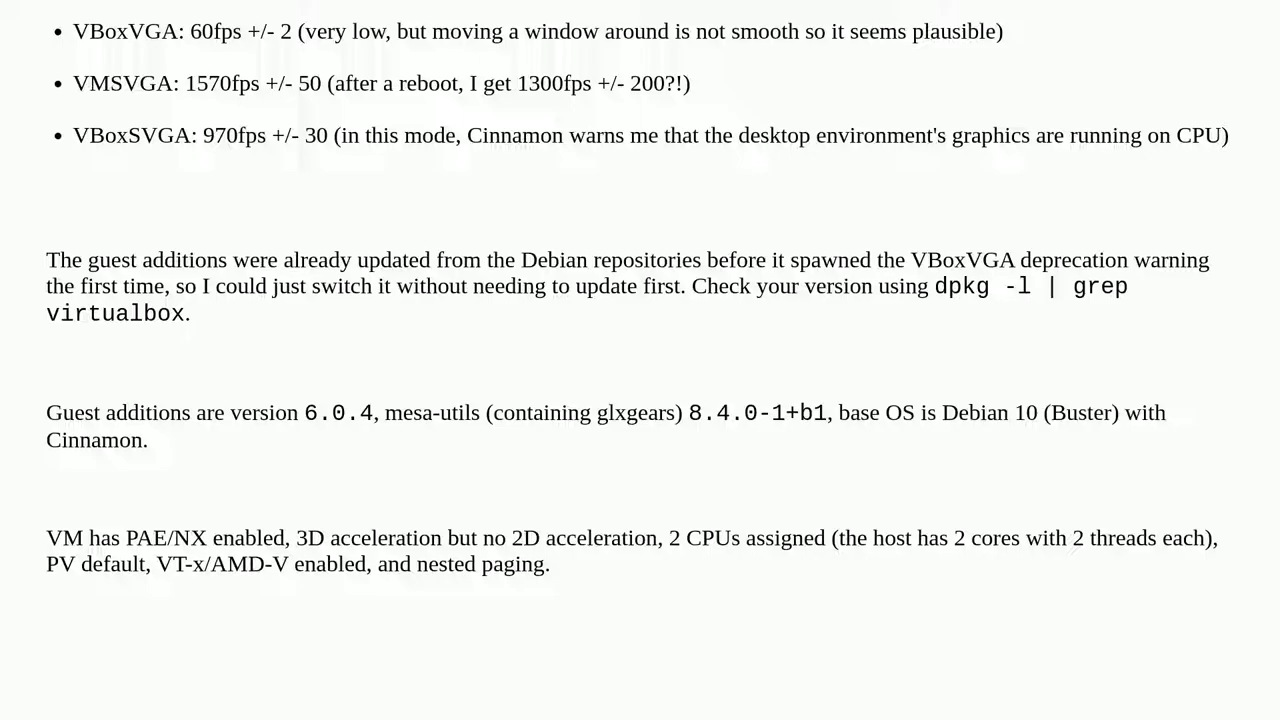 • VBoxVGA: 60fps +/- 2 (very low, but moving a window around is not smooth so it seems plausible)
• VMSVGA: 1570fps +/- 50 (after a reboot, I get 1300fps +/- 200?!)
• VBoxSVGA: 970fps +/- 30 (in this mode, Cinnamon warns me that the desktop environment's graphics are running on CPU)
The guest additions were already updated from the Debian repositories before it spawned the VBoxVGA deprecation warning
the first time, so I could just switch it without needing to update first. Check your version using dpkg -l | grep
virtualbox.
Guest additions are version 6.0.4, mesa-utils (containing glxgears) 8.4.0-1+b1, base OS is Debian 10 (Buster) with
Cinnamon.
VM has PAE/NX enabled, 3D acceleration but no 2D acceleration, 2 CPUs assigned (the host has 2 cores with 2 threads each),
PV default, VT-x/AMD-V enabled, and nested paging.